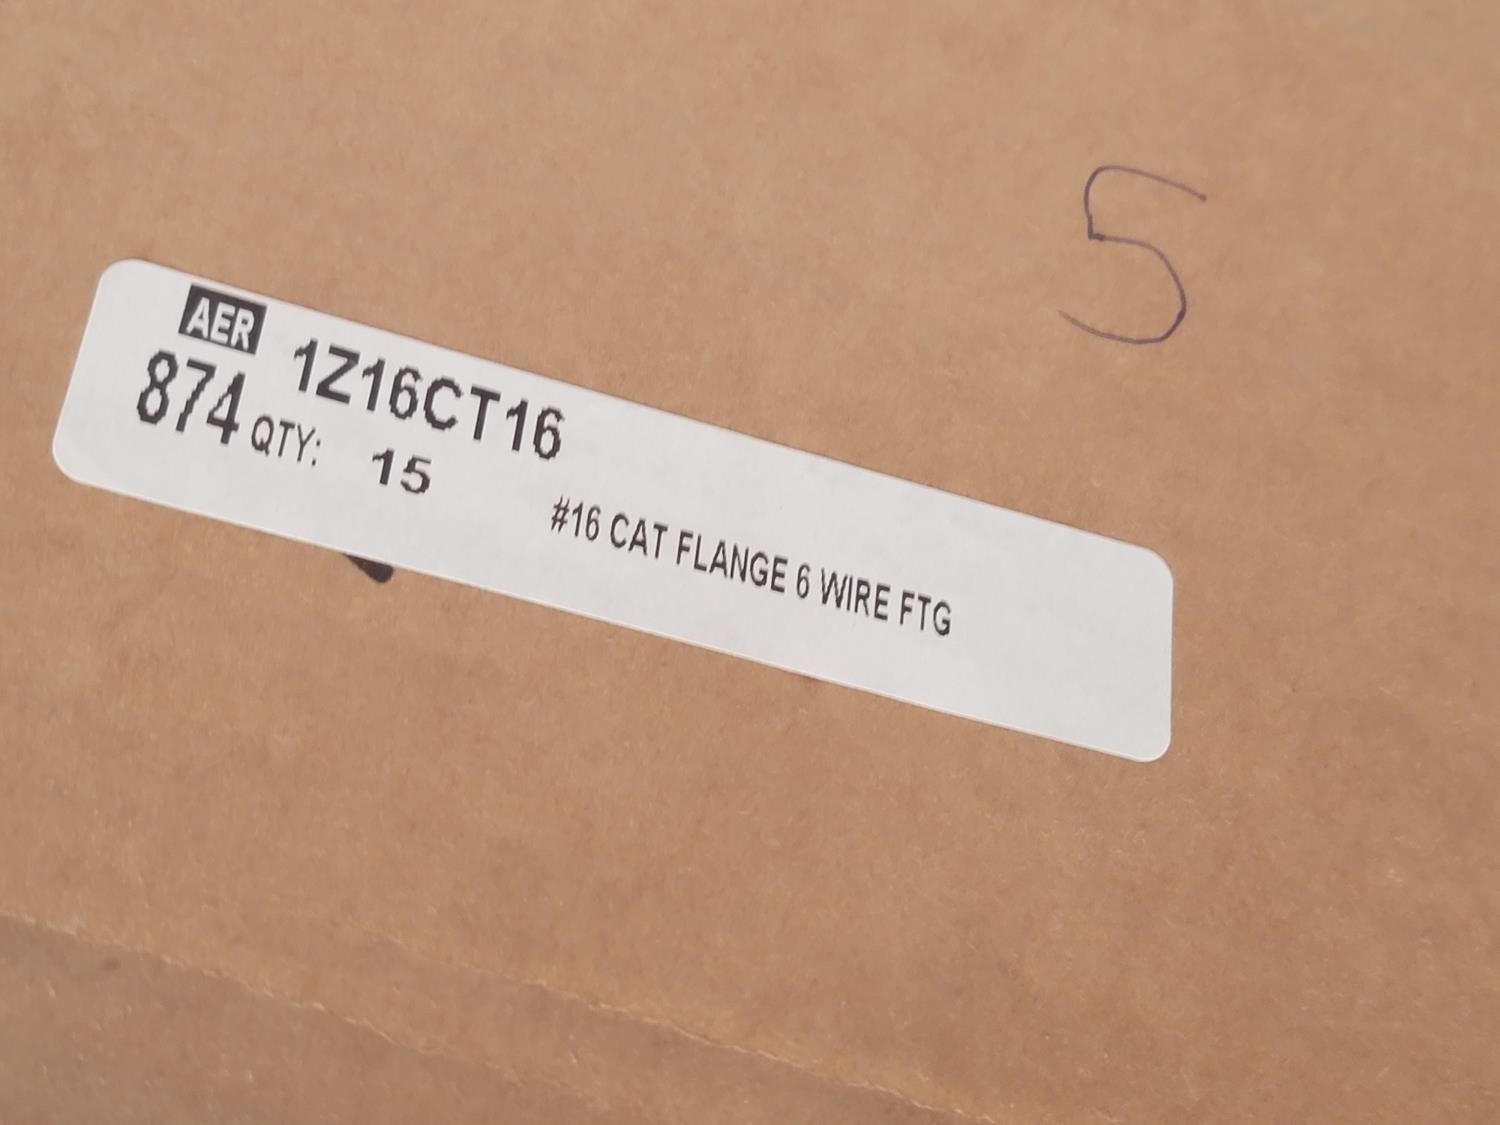 5
AER 1Z16CT16
874 QTY: 15
#16 CAT FLANGE 6 WIRE FTG